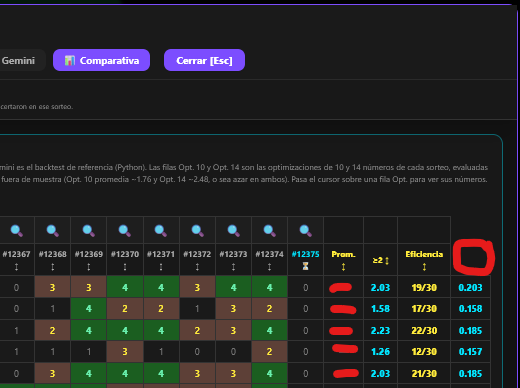 Gemini
📊 Comparativa
Cerrar [Esc]
certaron en ese sorteo.
mini es el backtest de referencia (Python). Las filas Opt. 10 y Opt. 14 son las optimizaciones de 10 y 14 números de cada sorteo, evaluadas
fuera de muestra (Opt. 10 promedia ~1.76 y Opt. 14 ~2.48, o sea azar en ambos). Pasa el cursor sobre una fila Opt. para ver sus números.
#12367 #12368 #12369 #12370 #12371 #12372 #12373 #12374 #12375 Prom. ≥2 ↕ Eficiencia
↕ ↕ ↕ ↕ ↕ ↕ ↕ ↕ ⌛ ↕ ↕
0 3 3 4 4 3 4 4 0 2.03 19/30 0.203
0 1 4 2 2 1 3 2 0 1.58 17/30 0.158
1 2 4 4 4 2 3 4 0 2.23 22/30 0.185
1 1 1 3 1 0 0 2 0 1.26 12/30 0.157
0 3 4 4 4 3 4 4 0 2.03 21/30 0.185